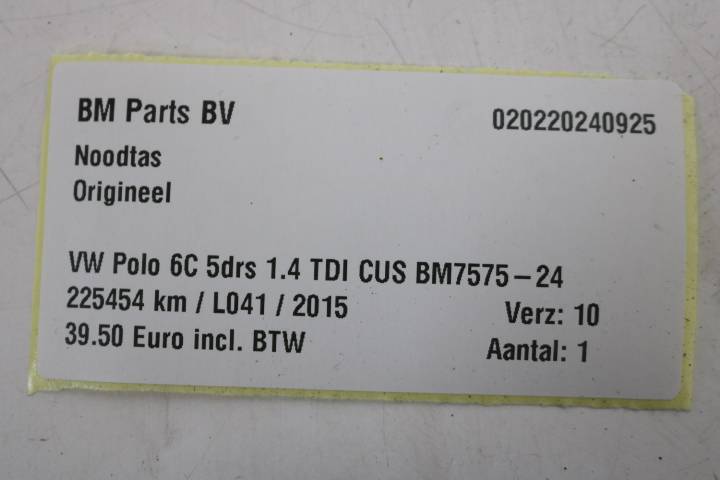 BM Parts BV 020220240925
Noodtas
Origineel
VW Polo 6C 5drs 1.4 TDI CUS BM7575-24
225454 km / L041 / 2015 Verz: 10
39.50 Euro incl. BTW Aantal: 1